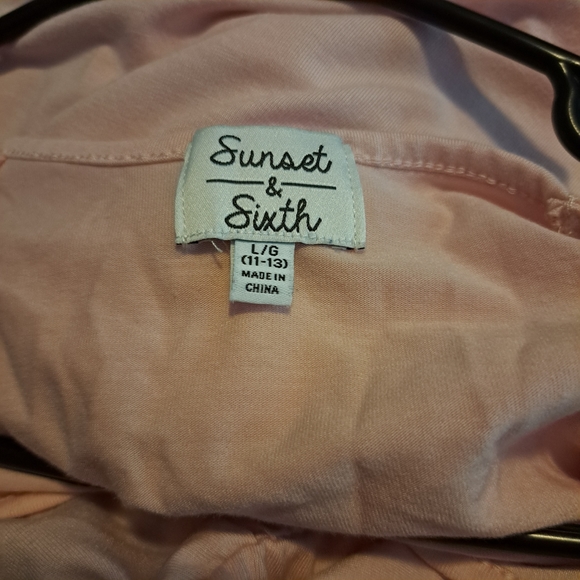 Sunset
&
Sixth
L/G
(11-13)
MADE IN
CHINA